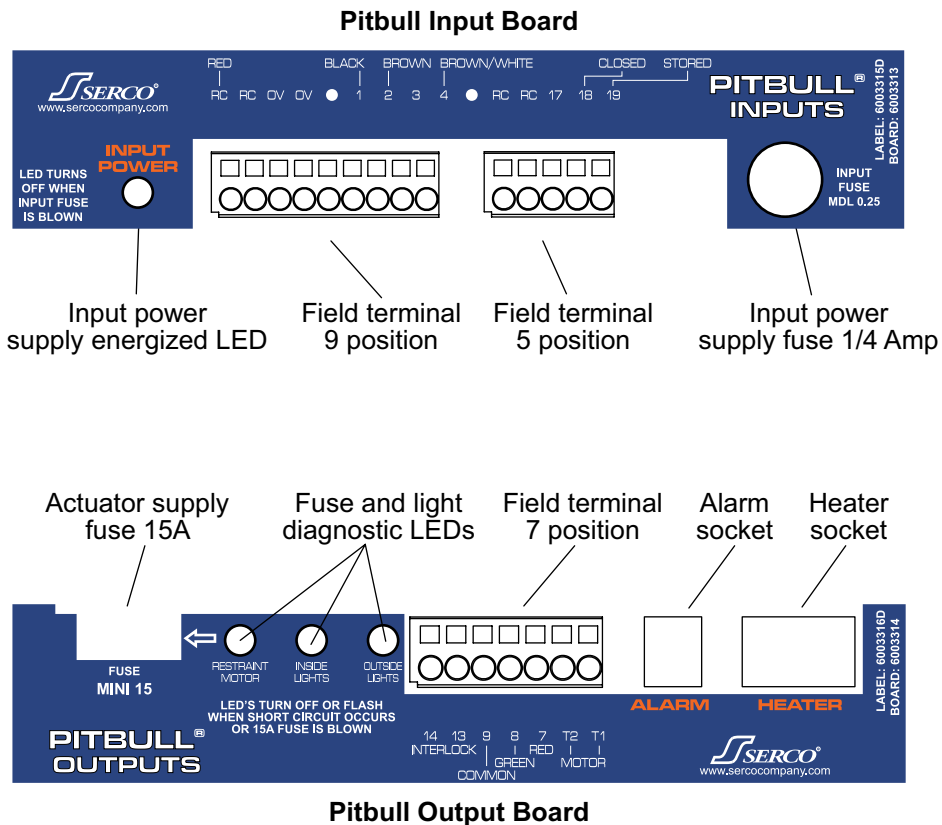 Pitbull Input Board
RED BLACK BROWN BROWN/WHITE CLOSED STORED
RC RC OV OV ● 1 2 3 4 ● RC RC 17 18 19
SERCO®
www.sercocompany.com
PITBULL®
INPUTS
LABEL: 6003315D
BOARD: 6003313
INPUT
POWER
LED TURNS
OFF WHEN
INPUT FUSE
IS BLOWN
INPUT
FUSE
MDL 0.25
Input power
supply energized LED
Field terminal
9 position
Field terminal
5 position
Input power
supply fuse 1/4 Amp
Actuator supply
fuse 15A
Fuse and light
diagnostic LEDs
Field terminal
7 position
Alarm
socket
Heater
socket
FUSE
MINI 15
RESTRAINT
MOTOR
INSIDE
LIGHTS
OUTSIDE
LIGHTS
LED'S TURN OFF OR FLASH
WHEN SHORT CIRCUIT OCCURS
OR 15A FUSE IS BLOWN
ALARM
HEATER
LABEL: 6003316D
BOARD: 6003314
PITBULL®
OUTPUTS
14 13 9 8 7 T2 T1
INTERLOCK RED
GREEN MOTOR
COMMON
SERCO®
www.sercocompany.com
Pitbull Output Board